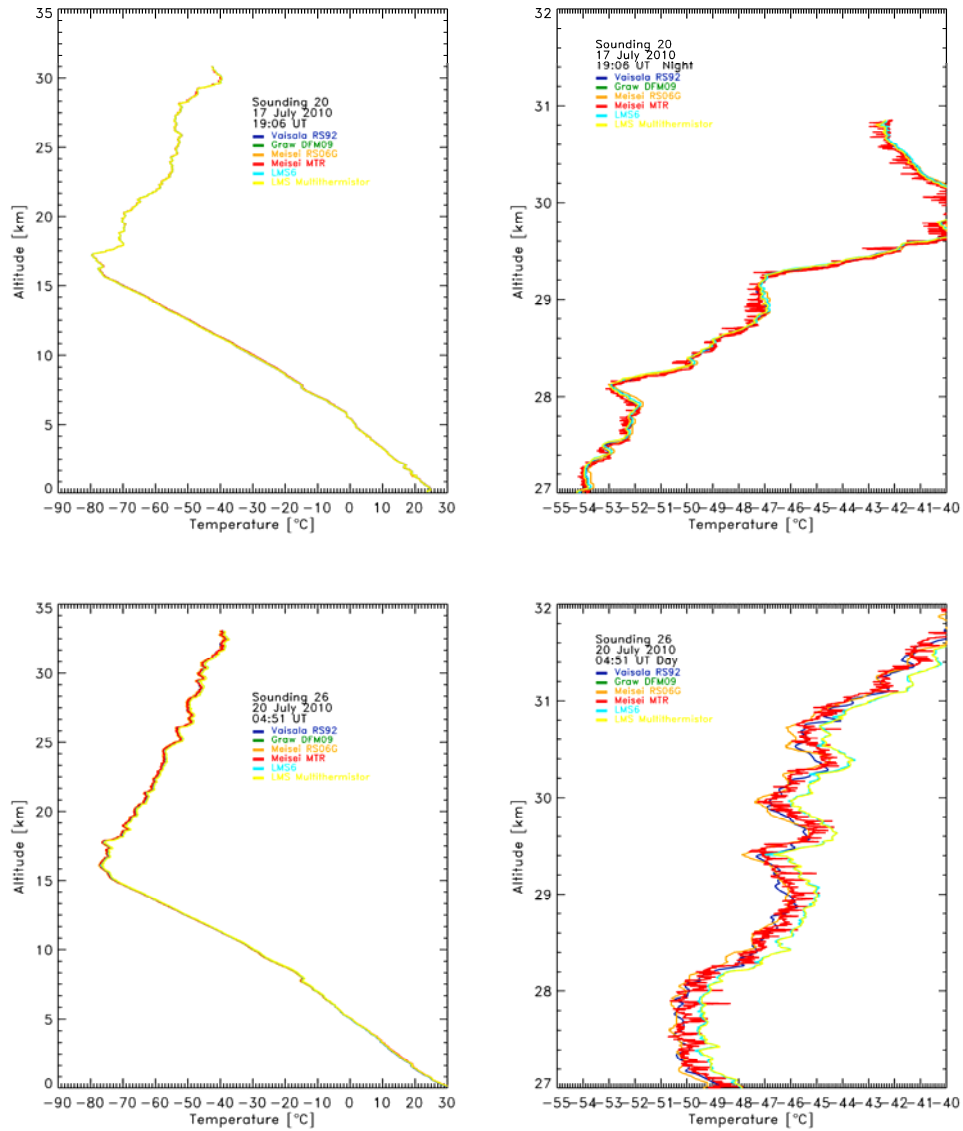 35
30
25
20
15
10
5
0
Altitude [km]
Sounding 20
17 July 2010
19:06 UT
Vaisala RS92
Graw DFM09
Meisei RS06G
Meisei MTR
LMS6
LMS Multithermistor
-90 -80 -70 -60 -50 -40 -30 -20 -10 0 10 20 30
Temperature [°C]
32
31
30
29
28
27
Altitude [km]
Sounding 20
17 July 2010
19:06 UT Night
Vaisala RS92
Graw DFM09
Meisei RS06G
Meisei MTR
LMS6
LMS Multithermistor
-55-54-53-52-51-50-49-48-47-46-45-44-43-42-41-40
Temperature [°C]
35
30
25
20
15
10
5
0
Altitude [km]
Sounding 26
20 July 2010
04:51 UT
Vaisala RS92
Graw DFM09
Meisei RS06G
Meisei MTR
LMS6
LMS Multithermistor
-90 -80 -70 -60 -50 -40 -30 -20 -10 0 10 20 30
Temperature [°C]
32
31
30
29
28
27
Altitude [km]
Sounding 26
20 July 2010
04:51 UT Day
Vaisala RS92
Graw DFM09
Meisei RS06G
Meisei MTR
LMS6
LMS Multithermistor
-55-54-53-52-51-50-49-48-47-46-45-44-43-42-41-40
Temperature [°C]